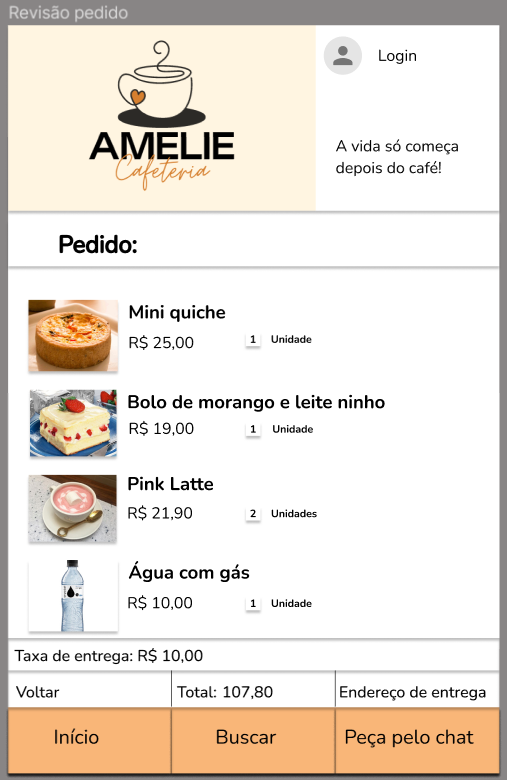 Revisão pedido
AMELIE
Cafeteria
Login
A vida só começa
depois do café!
Pedido:
Mini quiche
R$ 25,00
1 Unidade
Bolo de morango e leite ninho
R$ 19,00
1 Unidade
Pink Latte
R$ 21,90
2 Unidades
Água com gás
R$ 10,00
1 Unidade
Taxa de entrega: R$ 10,00
Voltar
Total: 107,80
Endereço de entrega
Início
Buscar
Peça pelo chat